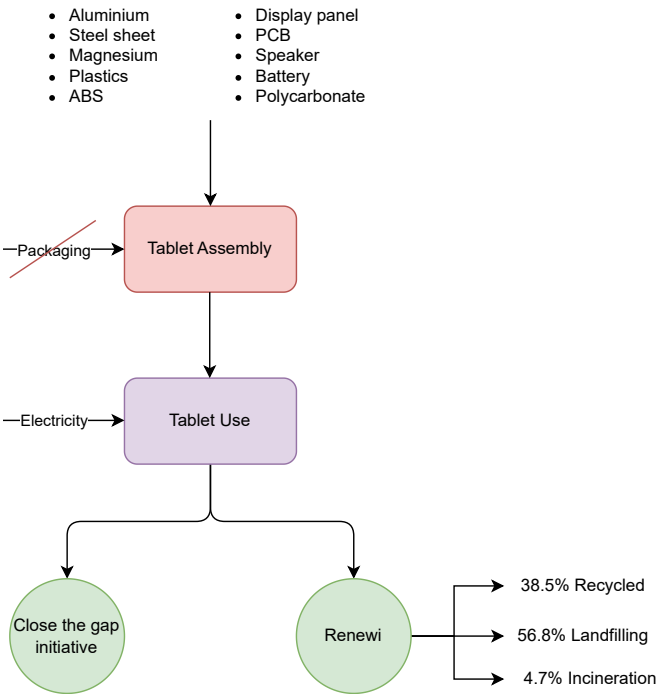 Aluminium
Steel sheet
Magnesium
Plastics
ABS
Display panel
PCB
Speaker
Battery
Polycarbonate
Packaging
Tablet Assembly
Electricity
Tablet Use
Close the gap
initiative
Renewi
38.5% Recycled
56.8% Landfilling
4.7% Incineration